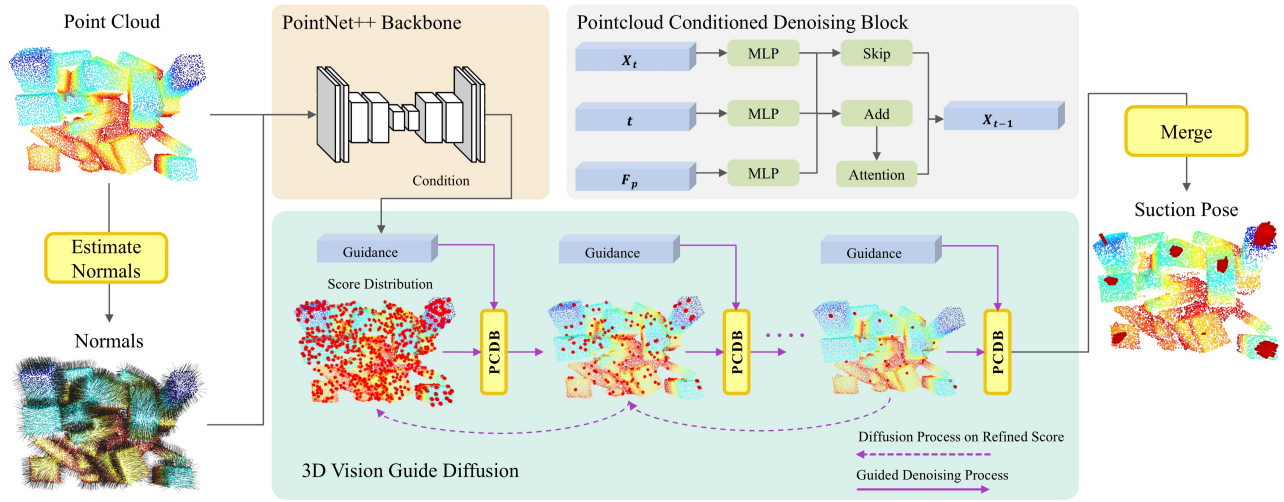 Point Cloud
Estimate
Normals
Normals
PointNet++ Backbone
Condition
Pointcloud Conditioned Denoising Block
X_t
MLP
Skip
t
MLP
Add
X_{t-1}
F_p
MLP
Attention
Merge
Suction Pose
Guidance
Guidance
Guidance
Score Distribution
PCDB
PCDB
PCDB
Diffusion Process on Refined Score
3D Vision Guide Diffusion
Guided Denoising Process